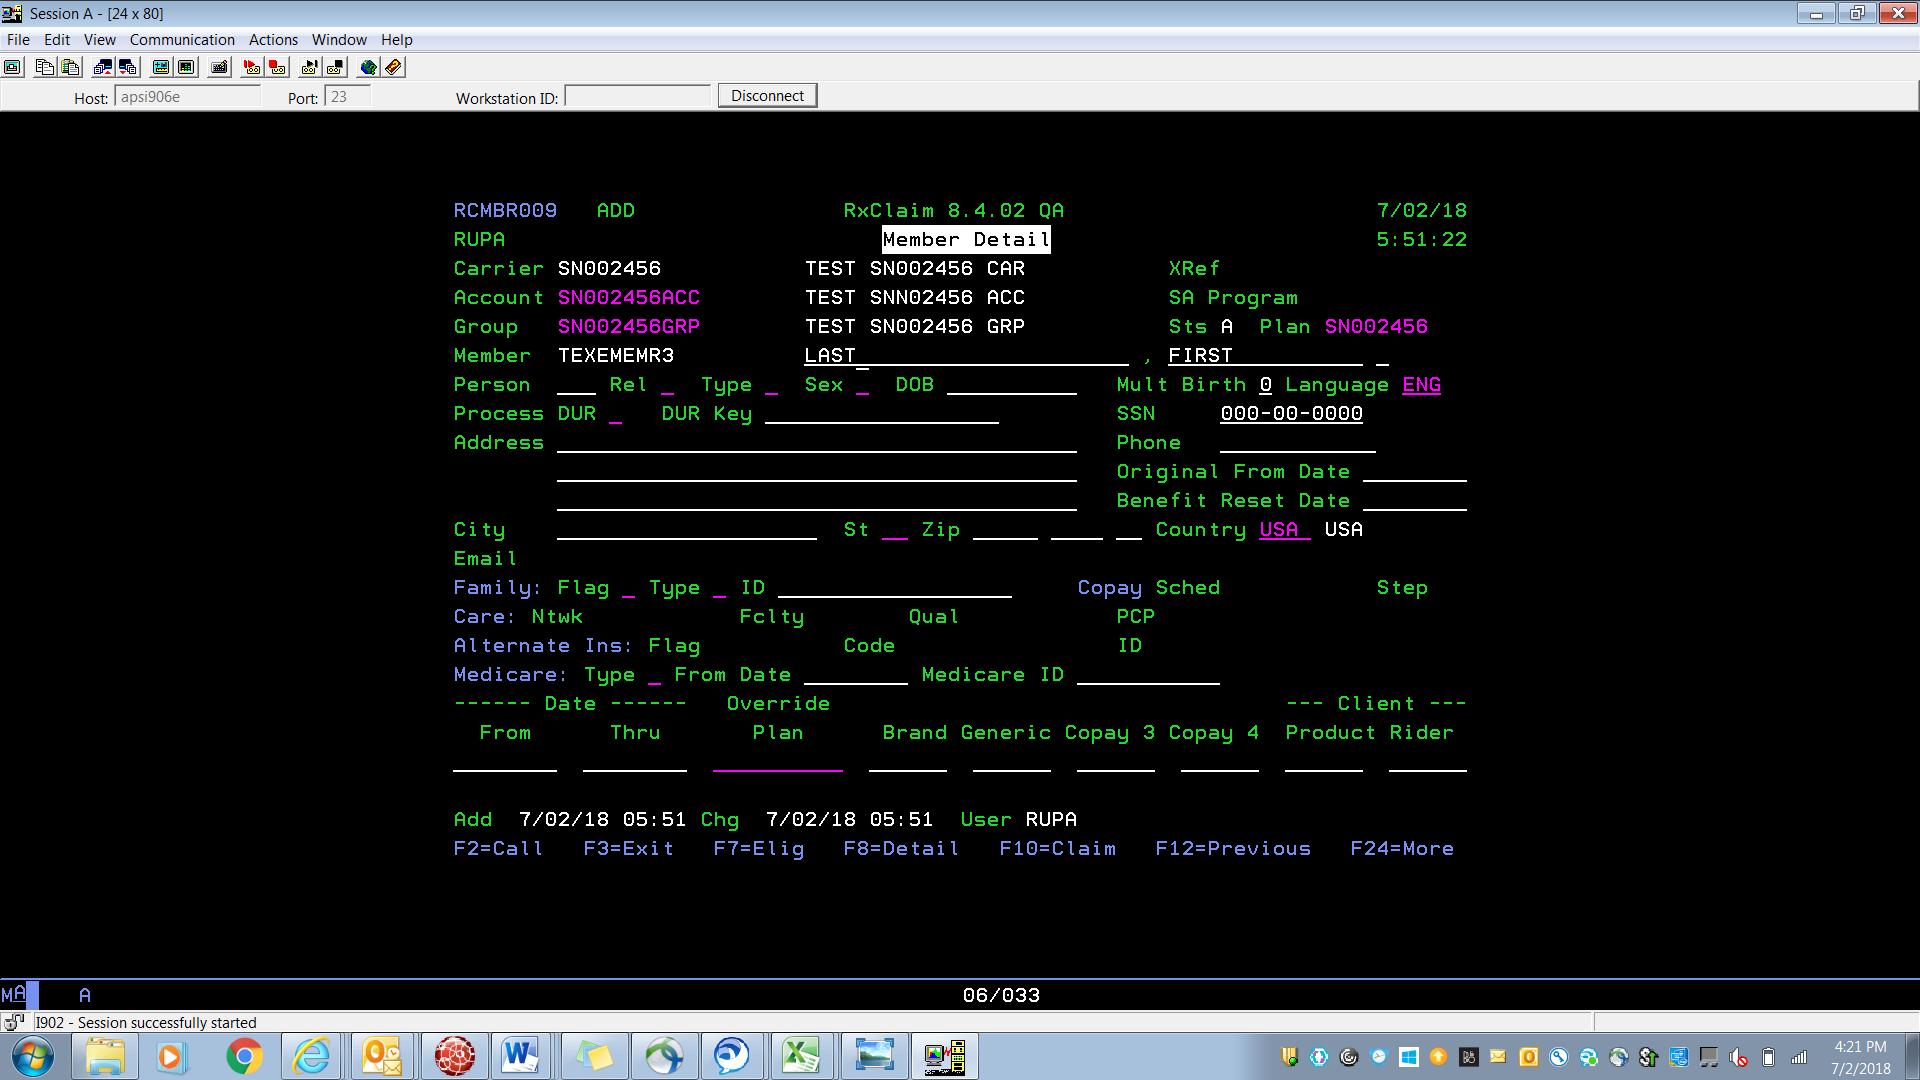 Session A - [24 x 80]
File Edit View Communication Actions Window Help
Host: apsi906e Port: 23 Workstation ID: Disconnect
RCMBR009 ADD RxClaim 8.4.02 QA 7/02/18
RUPA Member Detail 5:51:22
Carrier SN002456 TEST SN002456 CAR XRef
Account SN002456ACC TEST SNN02456 ACC SA Program
Group SN002456GRP TEST SN002456 GRP Sts A Plan SN002456
Member TEXEMEMR3 LAST , FIRST
Person Rel Type Sex DOB Mult Birth 0 Language ENG
Process DUR DUR Key SSN 000-00-0000
Address Phone
Original From Date
Benefit Reset Date
City St Zip Country USA USA
Email
Family: Flag Type ID Copay Sched Step
Care: Ntwk Fclty Qual PCP
Alternate Ins: Flag Code ID
Medicare: Type From Date Medicare ID
------ Date ------ Override --- Client ---
From Thru Plan Brand Generic Copay 3 Copay 4 Product Rider
Add 7/02/18 05:51 Chg 7/02/18 05:51 User RUPA
F2=Call F3=Exit F7=Elig F8=Detail F10=Claim F12=Previous F24=More
MA A 06/033
I902 - Session successfully started
4:21 PM
7/2/2018